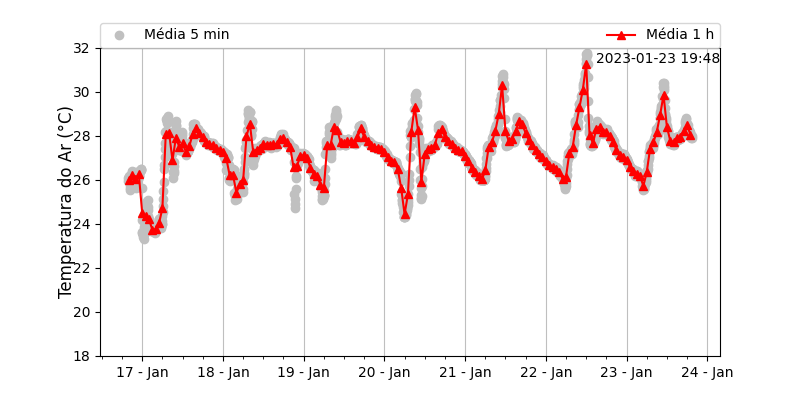 Média 5 min
Média 1 h
2023-01-23 19:48
Temperatura do Ar (°C)
32
30
28
26
24
22
20
18
17 - Jan
18 - Jan
19 - Jan
20 - Jan
21 - Jan
22 - Jan
23 - Jan
24 - Jan